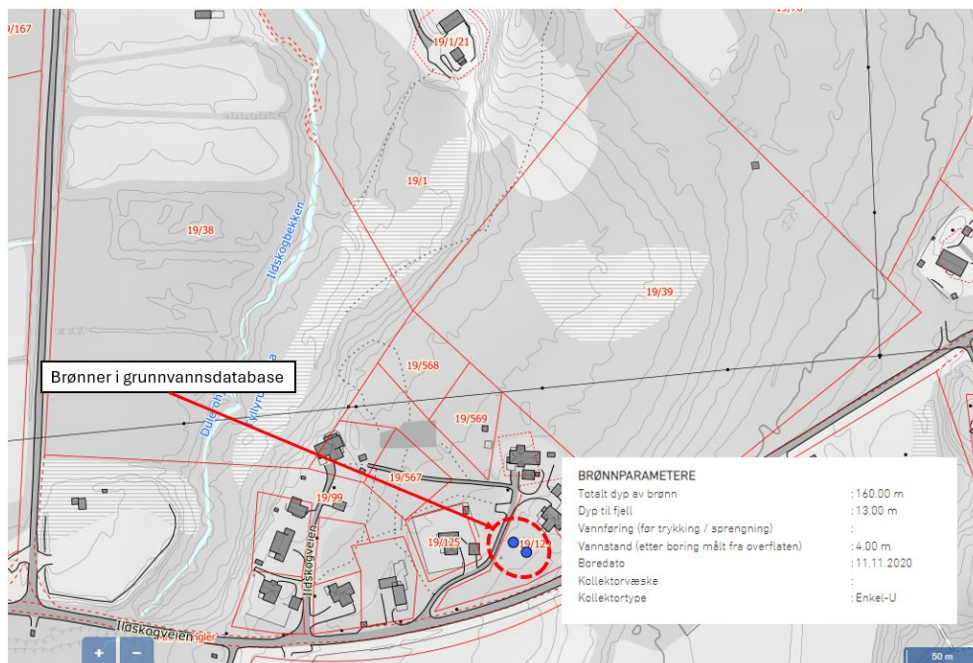 9/167
19/1/21
19/1
19/38
Ildskogbekken
19/39
Brønner i grunnvannsdatabase
19/568
19/569
19/567
19/99
19/125
19/12
Ildskogveien
Ildskogveien
BRØNNPARAMETERE
Totalt dyp av brønn : 160.00 m
Dyp til fjell : 13.00 m
Vannføring (før trykking / sprengning) :
Vannstand (etter boring målt fra overflaten) : 4.00 m
Boredato : 11.11.2020
Kollektorvæske :
Kollektortype : Enkel-U
+
−
50 m